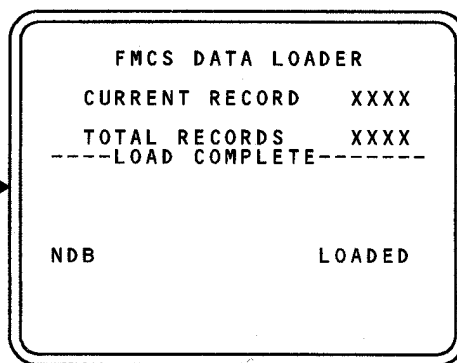 FMCS DATA LOADER
CURRENT RECORD XXXX
TOTAL RECORDS XXXX
----LOAD COMPLETE-------
NDB LOADED